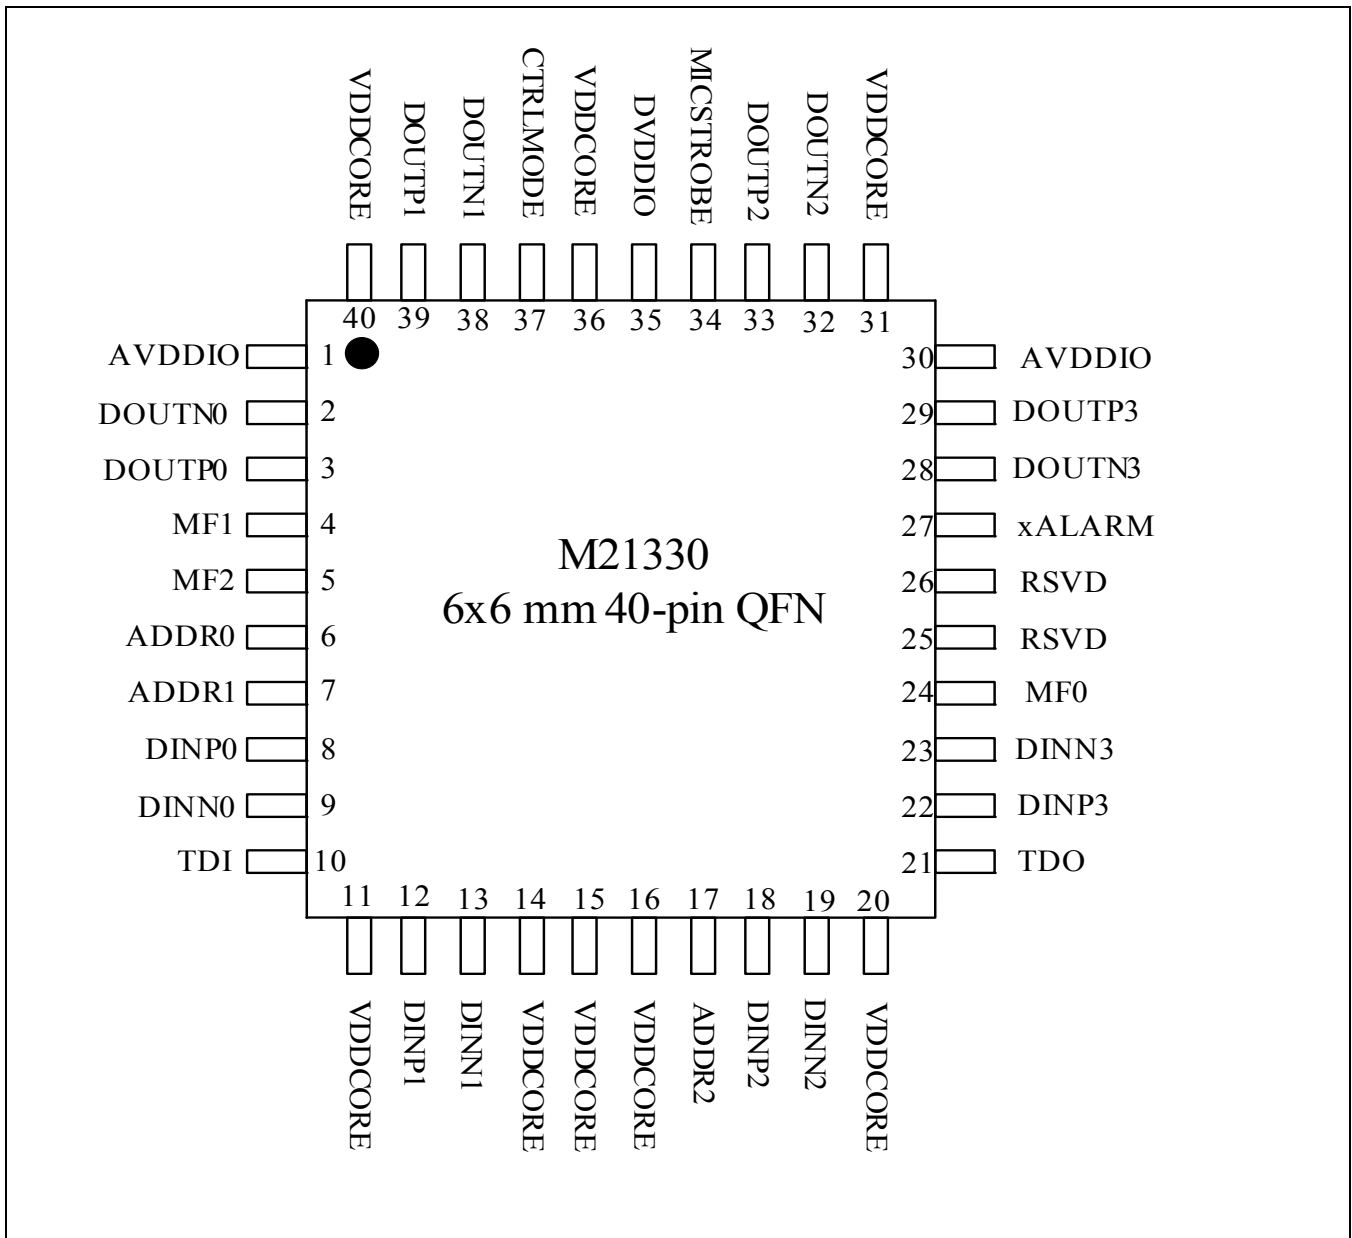 VDDCORE
DOUTP1
DOUTN1
CTRLMODE
VDDCORE
DVDDIO
MICSTROBE
DOUTP2
DOUTN2
VDDCORE
40 39 38 37 36 35 34 33 32 31
AVDDIO 1
30 AVDDIO
DOUTN0 2
29 DOUTP3
DOUTP0 3
28 DOUTN3
MF1 4
27 xALARM
MF2 5
26 RSVD
ADDR0 6
25 RSVD
ADDR1 7
24 MF0
DINP0 8
23 DINN3
DINN0 9
22 DINP3
TDI 10
21 TDO
M21330
6x6 mm 40-pin QFN
11 12 13 14 15 16 17 18 19 20
VDDCORE
DINP1
DINN1
VDDCORE
VDDCORE
VDDCORE
ADDR2
DINP2
DINN2
VDDCORE